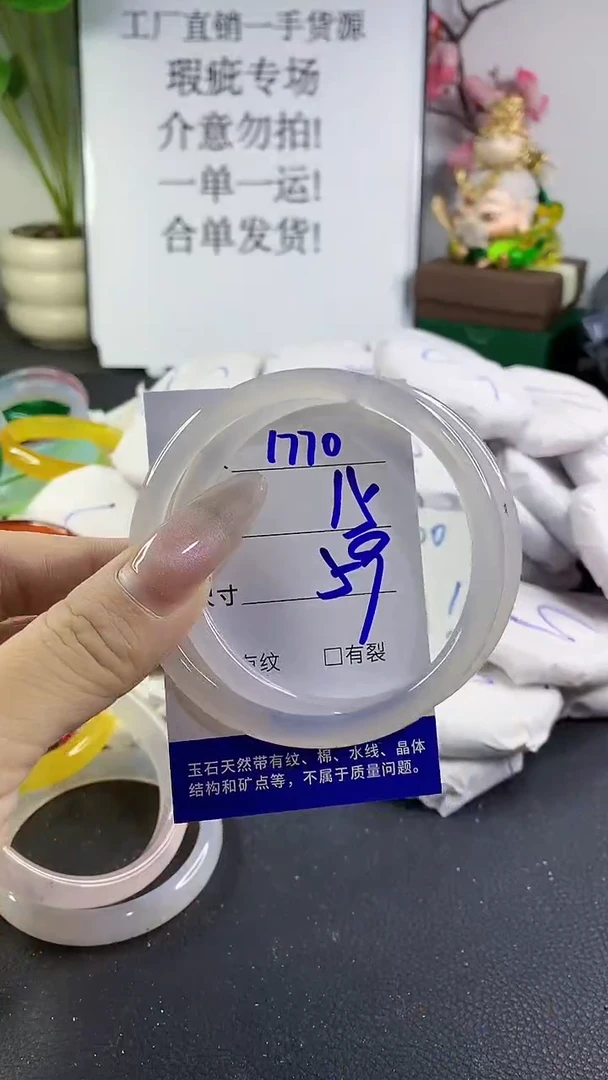 工厂直销一手货源
瑕疵专场
介意勿拍!
一单一运!
合单发货!
1770
59
寸
有纹 □有裂
玉石天然带有纹、棉、水线、晶体
结构和矿点等，不属于质量问题。